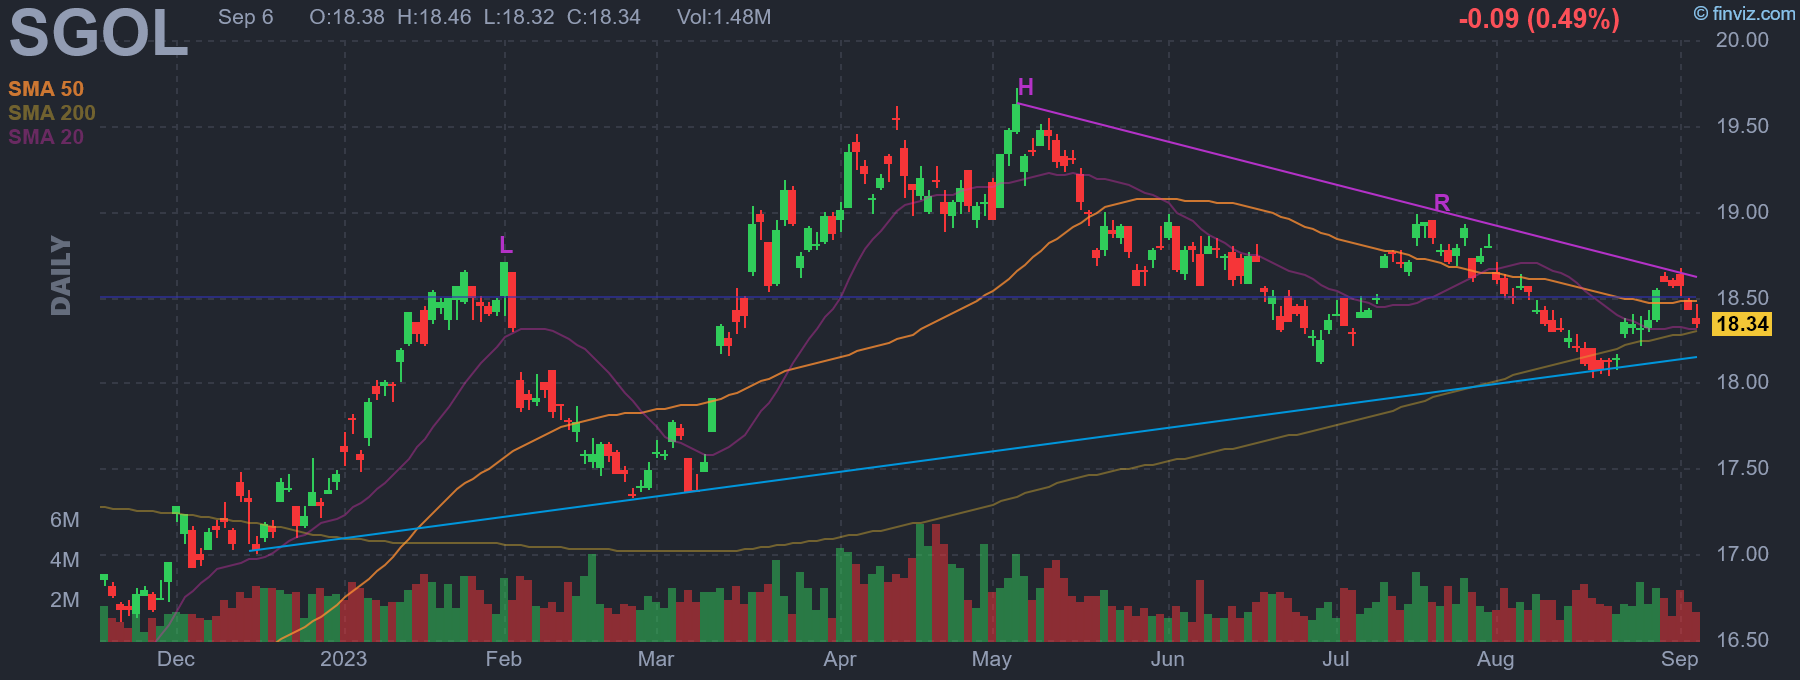 SGOL
Sep 6 O:18.38 H:18.46 L:18.32 C:18.34 Vol:1.48M
-0.09 (0.49%)
© finviz.com
SMA 50
SMA 200
SMA 20
DAILY
L
H
R
20.00
19.50
19.00
18.50
18.34
18.00
17.50
17.00
16.50
6M
4M
2M
Dec 2023 Feb Mar Apr May Jun Jul Aug Sep